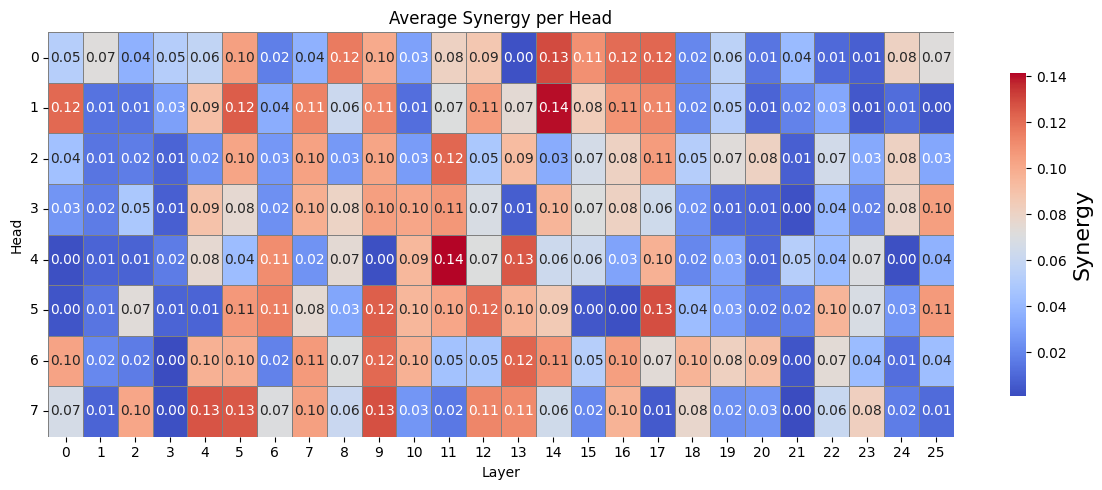 Average Synergy per Head
0 0.05 0.07 0.04 0.05 0.06 0.10 0.02 0.04 0.12 0.10 0.03 0.08 0.09 0.00 0.13 0.11 0.12 0.12 0.02 0.06 0.01 0.04 0.01 0.01 0.08 0.07
1 0.12 0.01 0.01 0.03 0.09 0.12 0.04 0.11 0.06 0.11 0.01 0.07 0.11 0.07 0.14 0.08 0.11 0.11 0.02 0.05 0.01 0.02 0.03 0.01 0.01 0.00
2 0.04 0.01 0.02 0.01 0.02 0.10 0.03 0.10 0.03 0.10 0.03 0.12 0.05 0.09 0.03 0.07 0.08 0.11 0.05 0.07 0.08 0.01 0.07 0.03 0.08 0.03
3 0.03 0.02 0.05 0.01 0.09 0.08 0.02 0.10 0.08 0.10 0.10 0.11 0.07 0.01 0.10 0.07 0.08 0.06 0.02 0.01 0.01 0.00 0.04 0.02 0.08 0.10
4 0.00 0.01 0.01 0.02 0.08 0.04 0.11 0.02 0.07 0.00 0.09 0.14 0.07 0.13 0.06 0.06 0.03 0.10 0.02 0.03 0.01 0.05 0.04 0.07 0.00 0.04
5 0.00 0.01 0.07 0.01 0.01 0.11 0.11 0.08 0.03 0.12 0.10 0.10 0.12 0.10 0.09 0.00 0.00 0.13 0.04 0.03 0.02 0.02 0.10 0.07 0.03 0.11
6 0.10 0.02 0.02 0.00 0.10 0.10 0.02 0.11 0.07 0.12 0.10 0.05 0.05 0.12 0.11 0.05 0.10 0.07 0.10 0.08 0.09 0.00 0.07 0.04 0.01 0.04
7 0.07 0.01 0.10 0.00 0.13 0.13 0.07 0.10 0.06 0.13 0.03 0.02 0.11 0.11 0.06 0.02 0.10 0.01 0.08 0.02 0.03 0.00 0.06 0.08 0.02 0.01
0 1 2 3 4 5 6 7 8 9 10 11 12 13 14 15 16 17 18 19 20 21 22 23 24 25
Layer
Head
0.14
0.12
0.10
0.08
0.06
0.04
0.02
Synergy